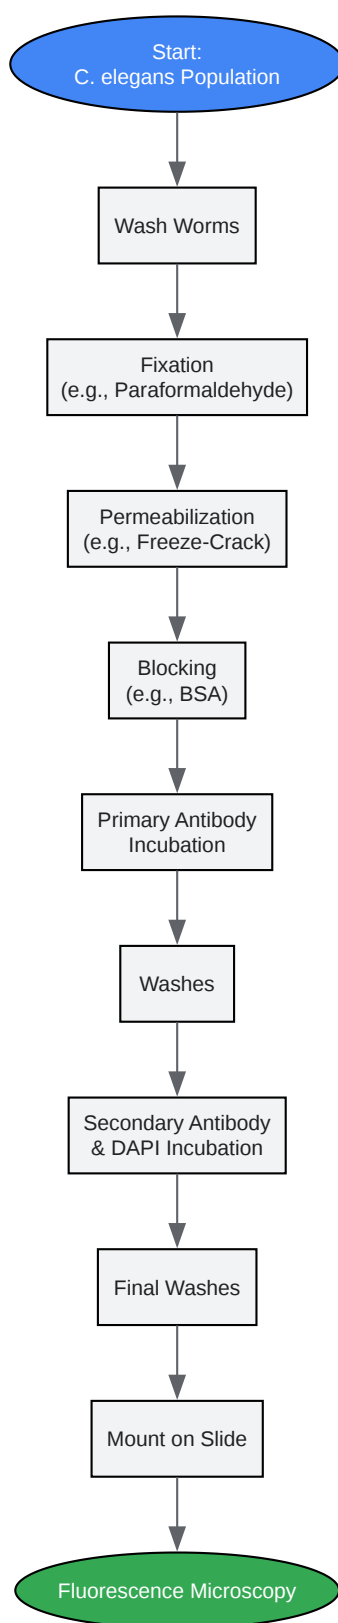 Start:
C. elegans Population
Wash Worms
Fixation
(e.g., Paraformaldehyde)
Permeabilization
(e.g., Freeze-Crack)
Blocking
(e.g., BSA)
Primary Antibody
Incubation
Washes
Secondary Antibody
& DAPI Incubation
Final Washes
Mount on Slide
Fluorescence Microscopy